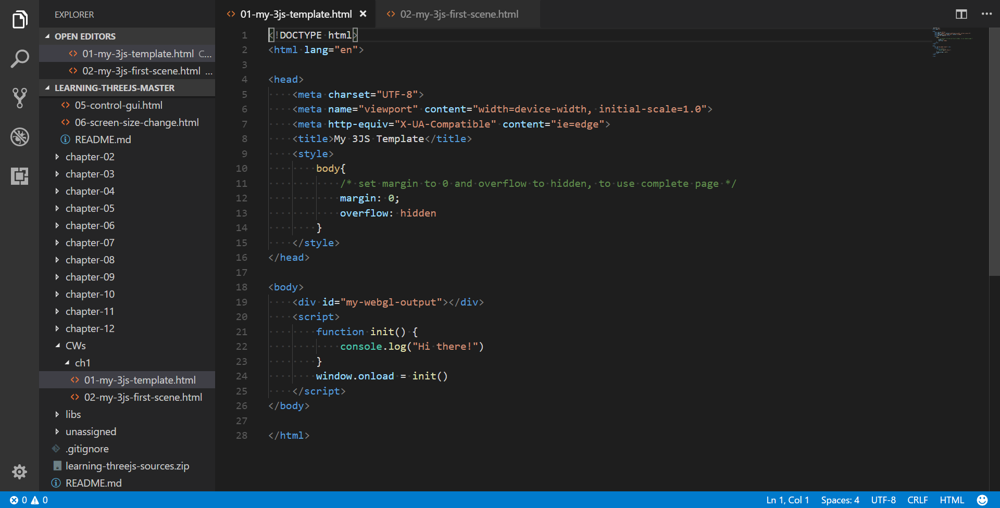 EXPLORER
OPEN EDITORS
01-my-3js-template.html C...
02-my-3js-first-scene.html ...
LEARNING-THREEJS-MASTER
05-control-gui.html
06-screen-size-change.html
README.md
chapter-02
chapter-03
chapter-04
chapter-05
chapter-06
chapter-07
chapter-08
chapter-09
chapter-10
chapter-11
chapter-12
CWs
ch1
01-my-3js-template.html
02-my-3js-first-scene.html
libs
unassigned
.gitignore
learning-threejs-sources.zip
README.md
01-my-3js-template.html 02-my-3js-first-scene.html
1 <!DOCTYPE html>
2 <html lang="en">
3
4 <head>
5     <meta charset="UTF-8">
6     <meta name="viewport" content="width=device-width, initial-scale=1.0">
7     <meta http-equiv="X-UA-Compatible" content="ie=edge">
8     <title>My 3JS Template</title>
9     <style>
10         body{
11             /* set margin to 0 and overflow to hidden, to use complete page */
12             margin: 0;
13             overflow: hidden
14         }
15     </style>
16 </head>
17
18 <body>
19     <div id="my-webgl-output"></div>
20     <script>
21         function init() {
22             console.log("Hi there!")
23         }
24         window.onload = init()
25     </script>
26 </body>
27
28 </html>
0 0 Ln 1, Col 1 Spaces: 4 UTF-8 CRLF HTML